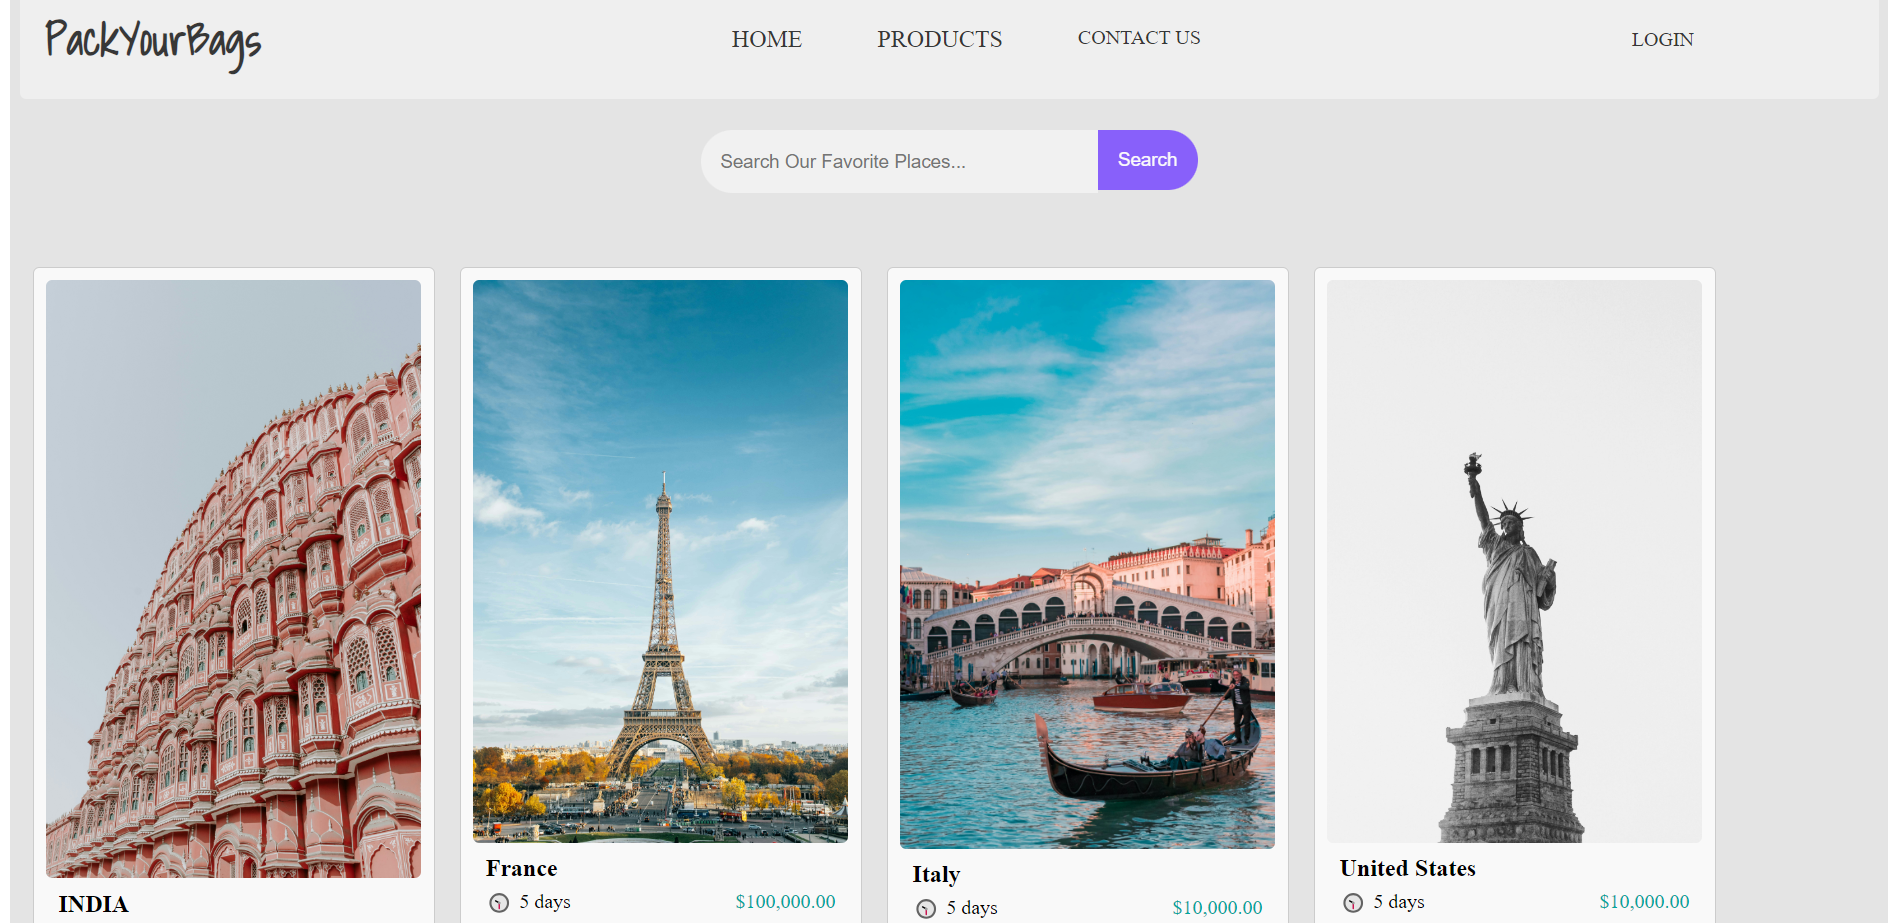 PackYourBags
HOME
PRODUCTS
CONTACT US
LOGIN
Search Our Favorite Places...
Search
INDIA
France
5 days
$100,000.00
Italy
5 days
$10,000.00
United States
5 days
$10,000.00